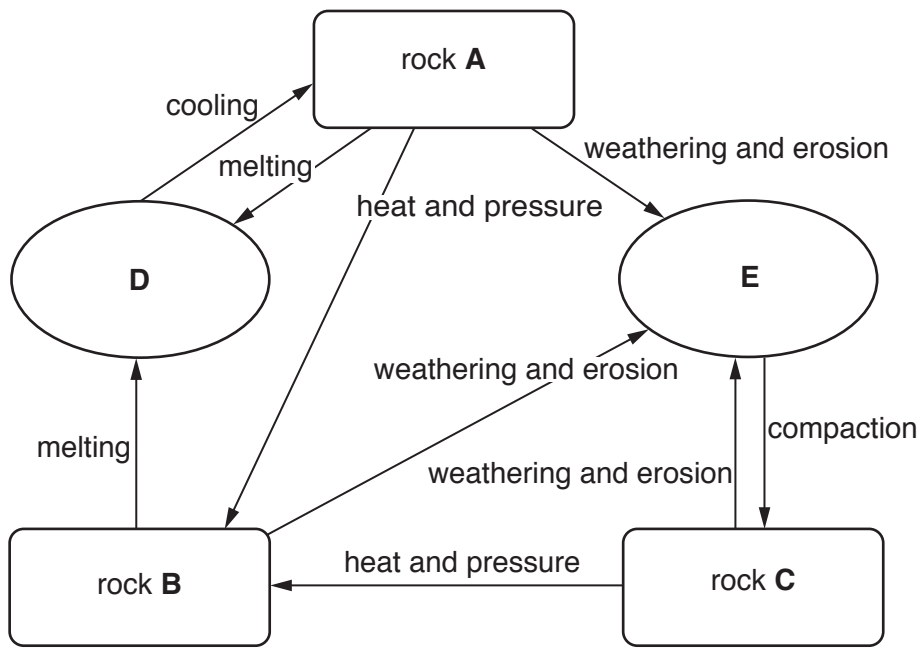 rock A
cooling
weathering and erosion
melting
heat and pressure
D
E
weathering and erosion
compaction
melting
weathering and erosion
heat and pressure
rock B
rock C